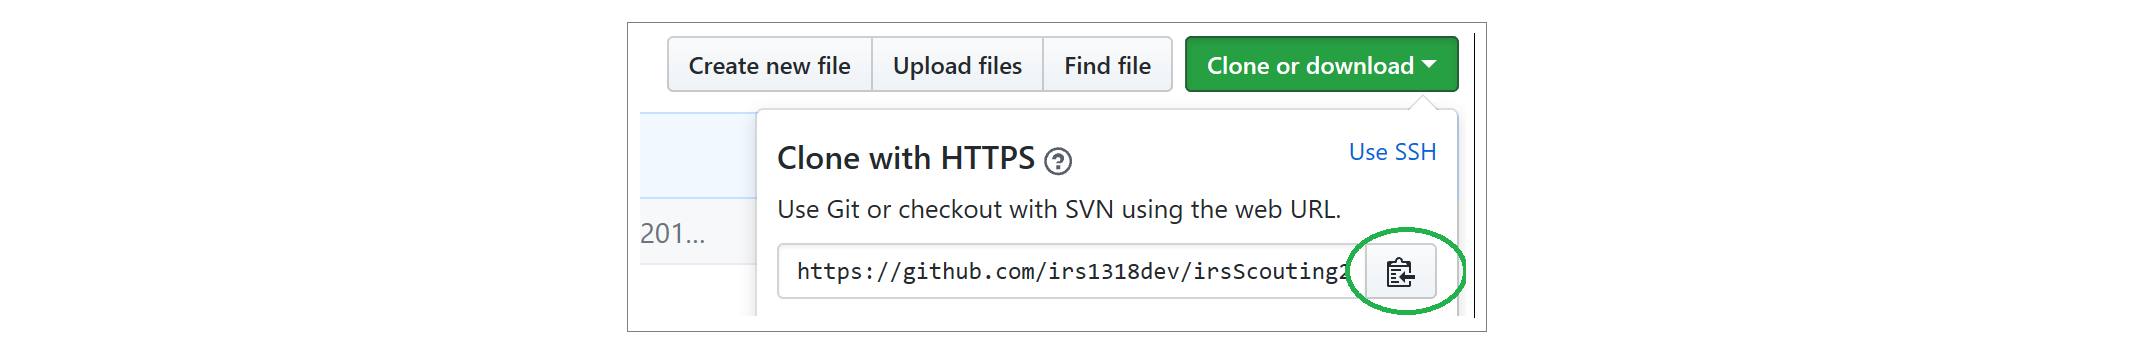 Create new file Upload files Find file Clone or download
Clone with HTTPS Use SSH
Use Git or checkout with SVN using the web URL.
201...
https://github.com/irs1318dev/irsScouting2